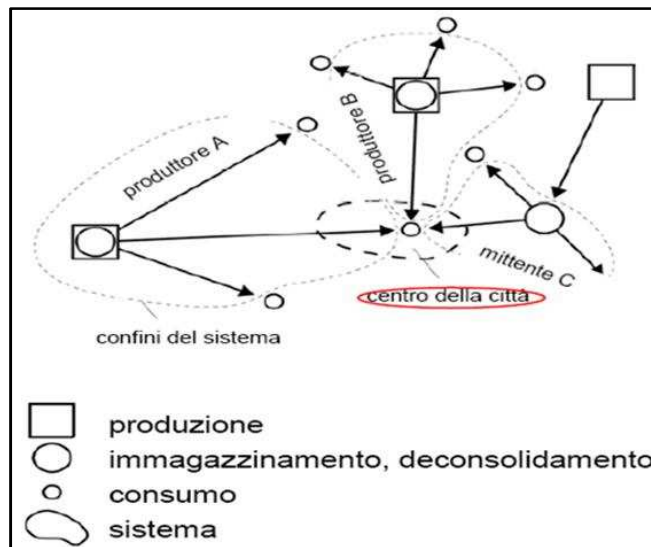 produttore A
produttore B
mittente C
centro della città
confini del sistema
produzione
immagazzinamento, deconsolidamento
consumo
sistema